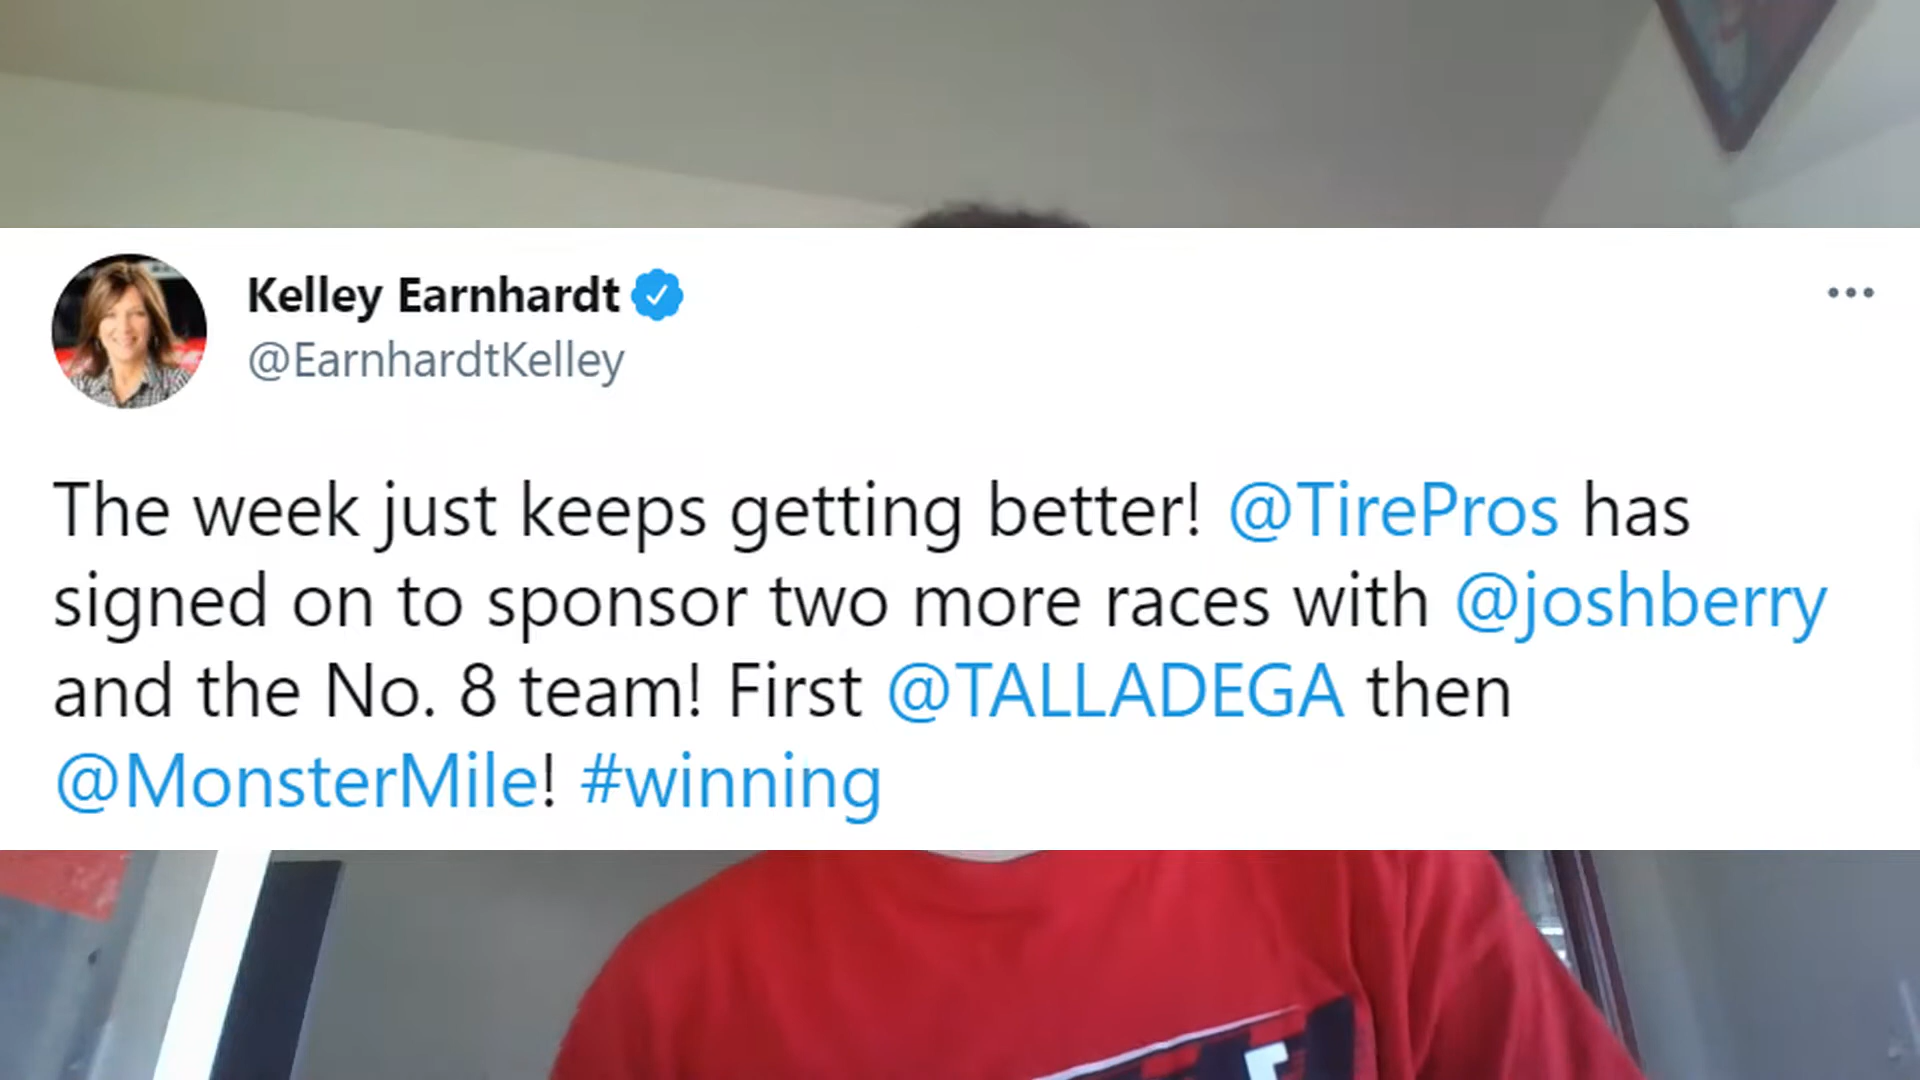 Kelley Earnhardt
@EarnhardtKelley
The week just keeps getting better! @TirePros has
signed on to sponsor two more races with @joshberry
and the No. 8 team! First @TALLADEGA then
@MonsterMile! #winning